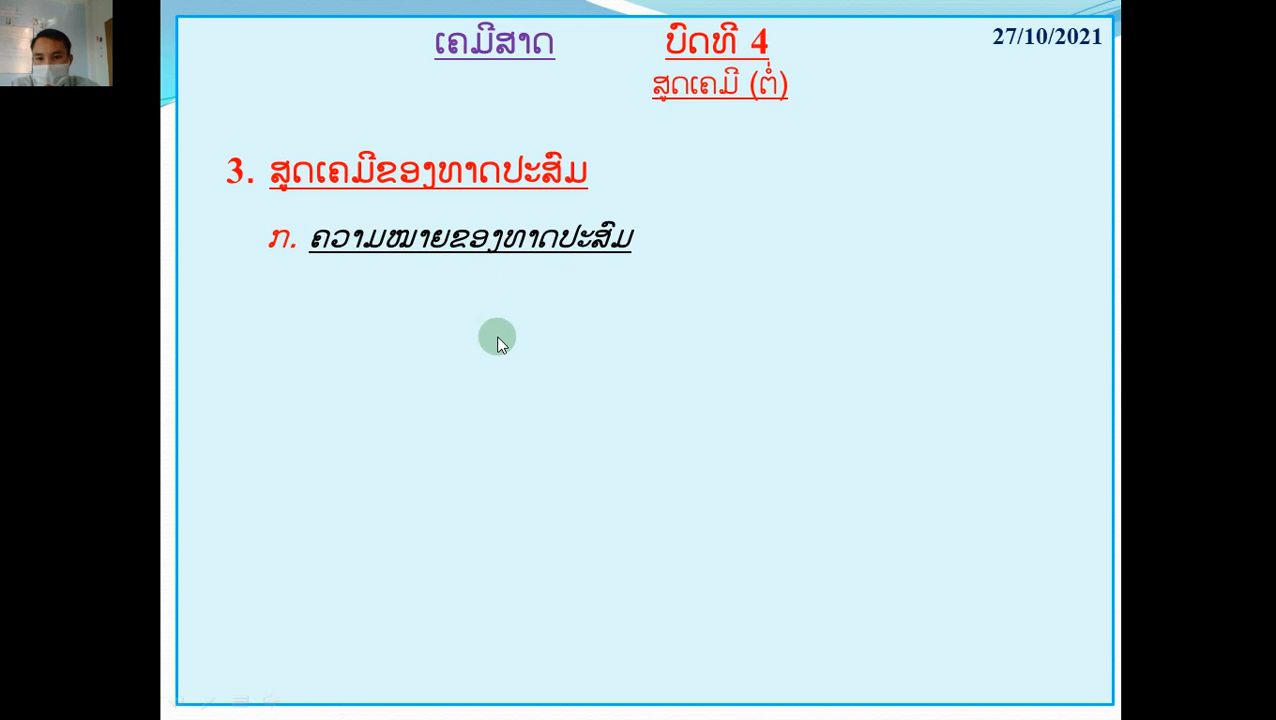 ເຄມີສາດ ບົດທີ 4 27/10/2021
ສູດເຄມີ (ຕໍ່)
3. ສູດເຄມີຂອງທາດປະສົມ
ກ. ຄວາມໝາຍຂອງທາດປະສົມ